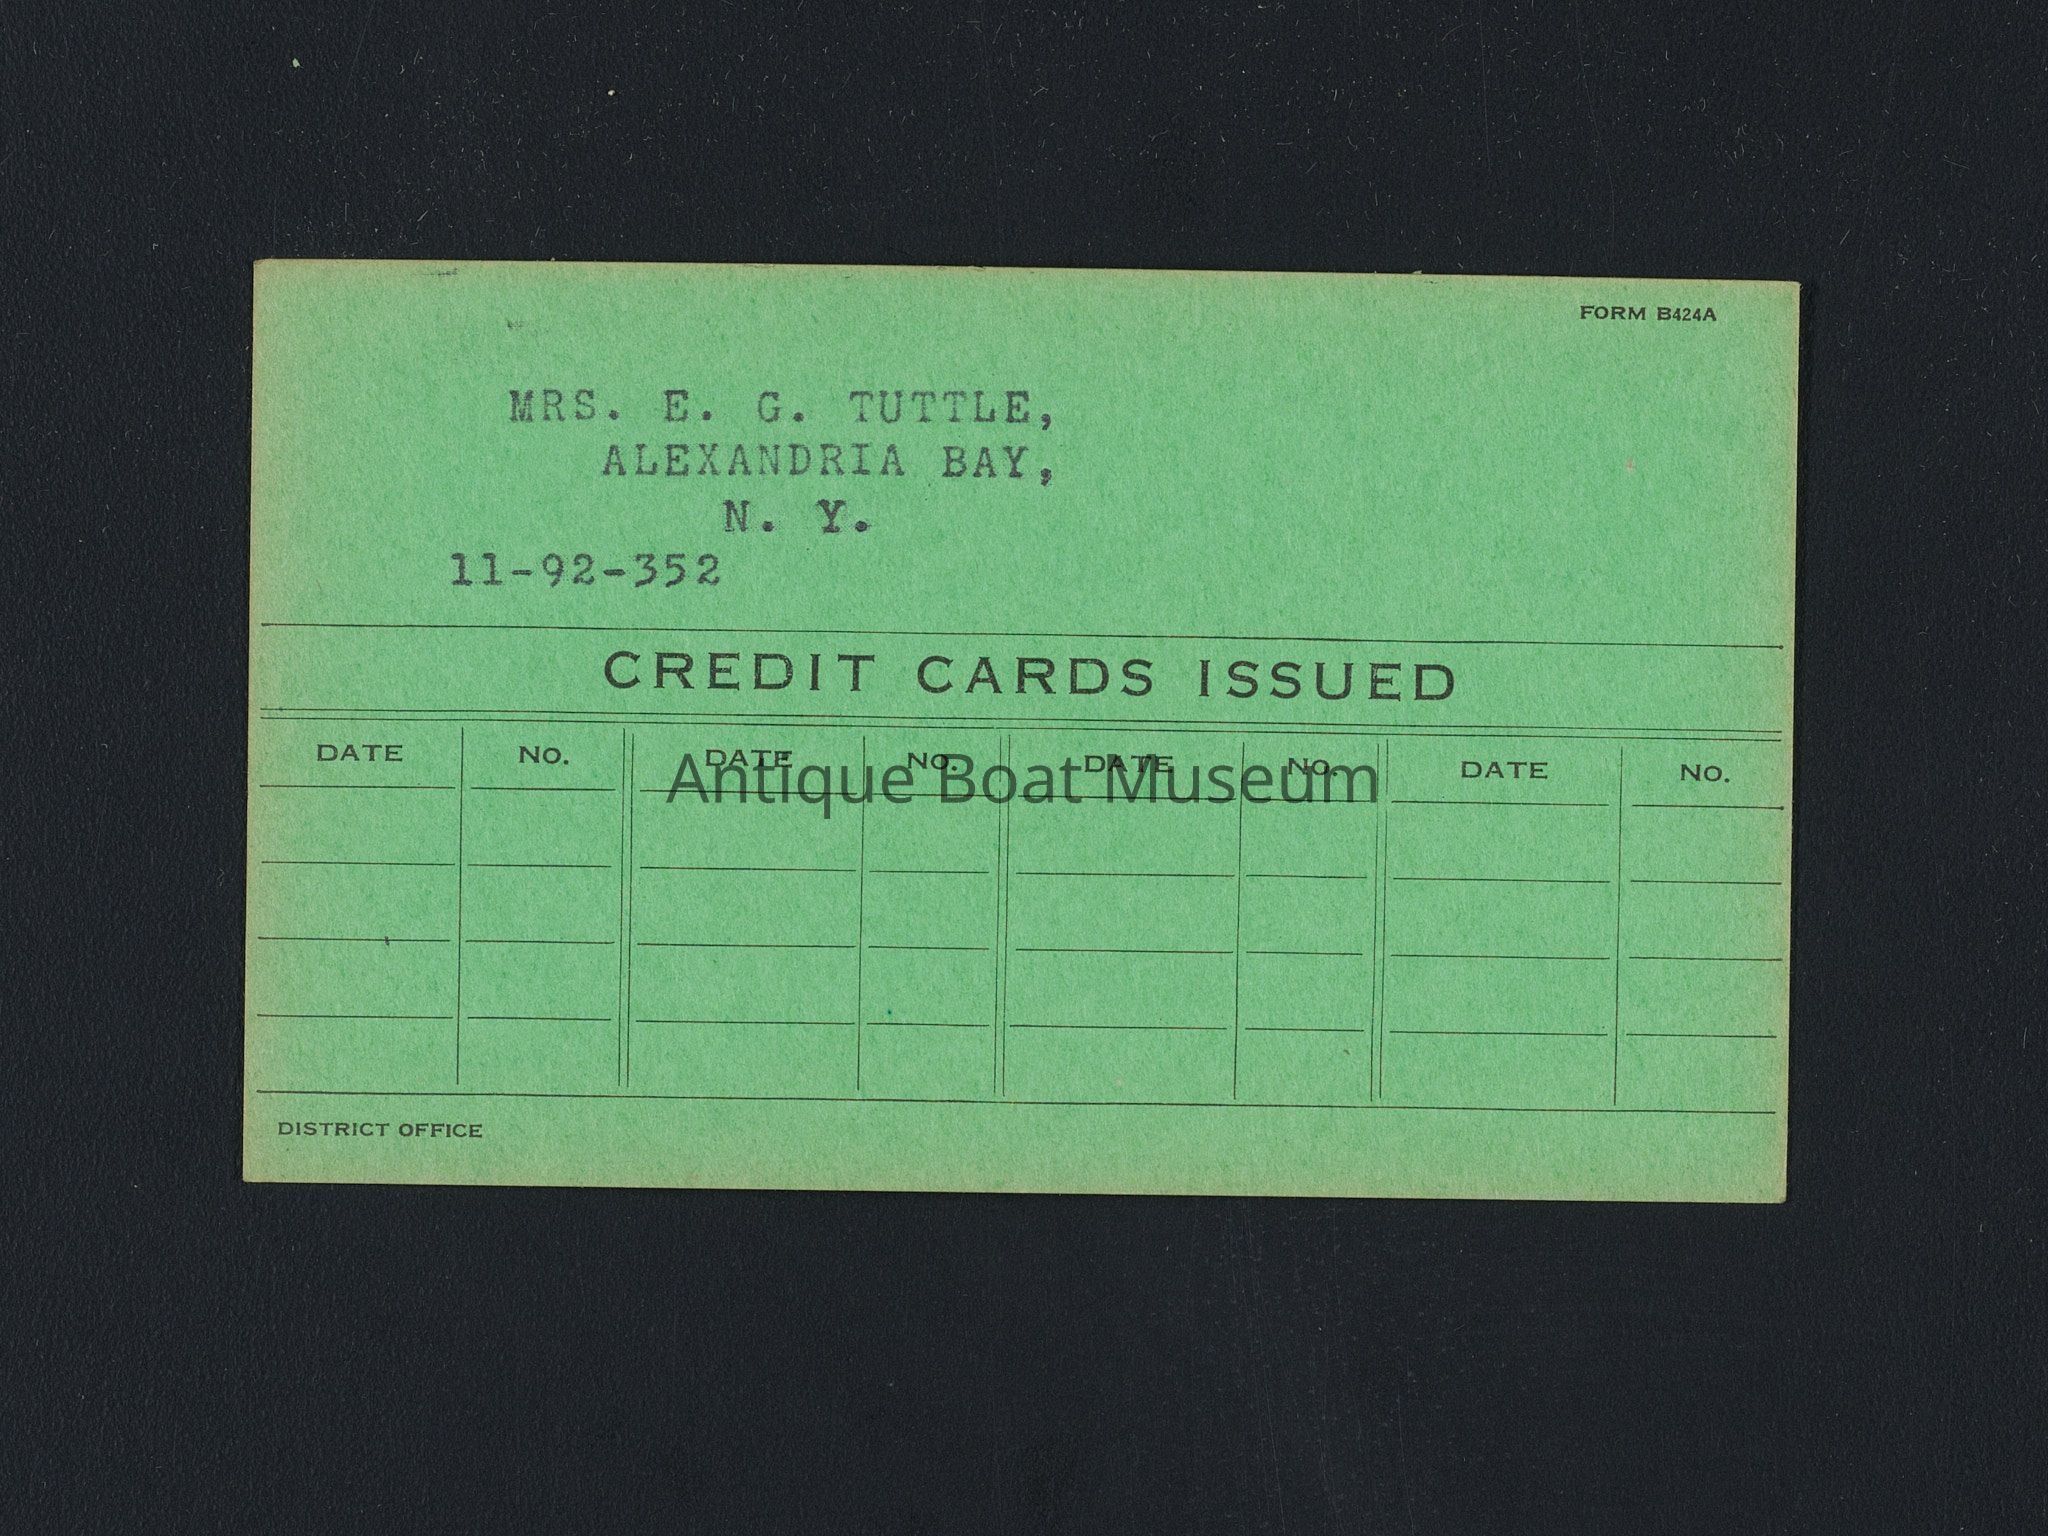 FORM B424A
MRS. E. G. TUTTLE,
ALEXANDRIA BAY,
N. Y.
11-92-352
CREDIT CARDS ISSUED
DATE NO. DATE NO. DATE NO. DATE NO.
Antique Boat Museum
DISTRICT OFFICE